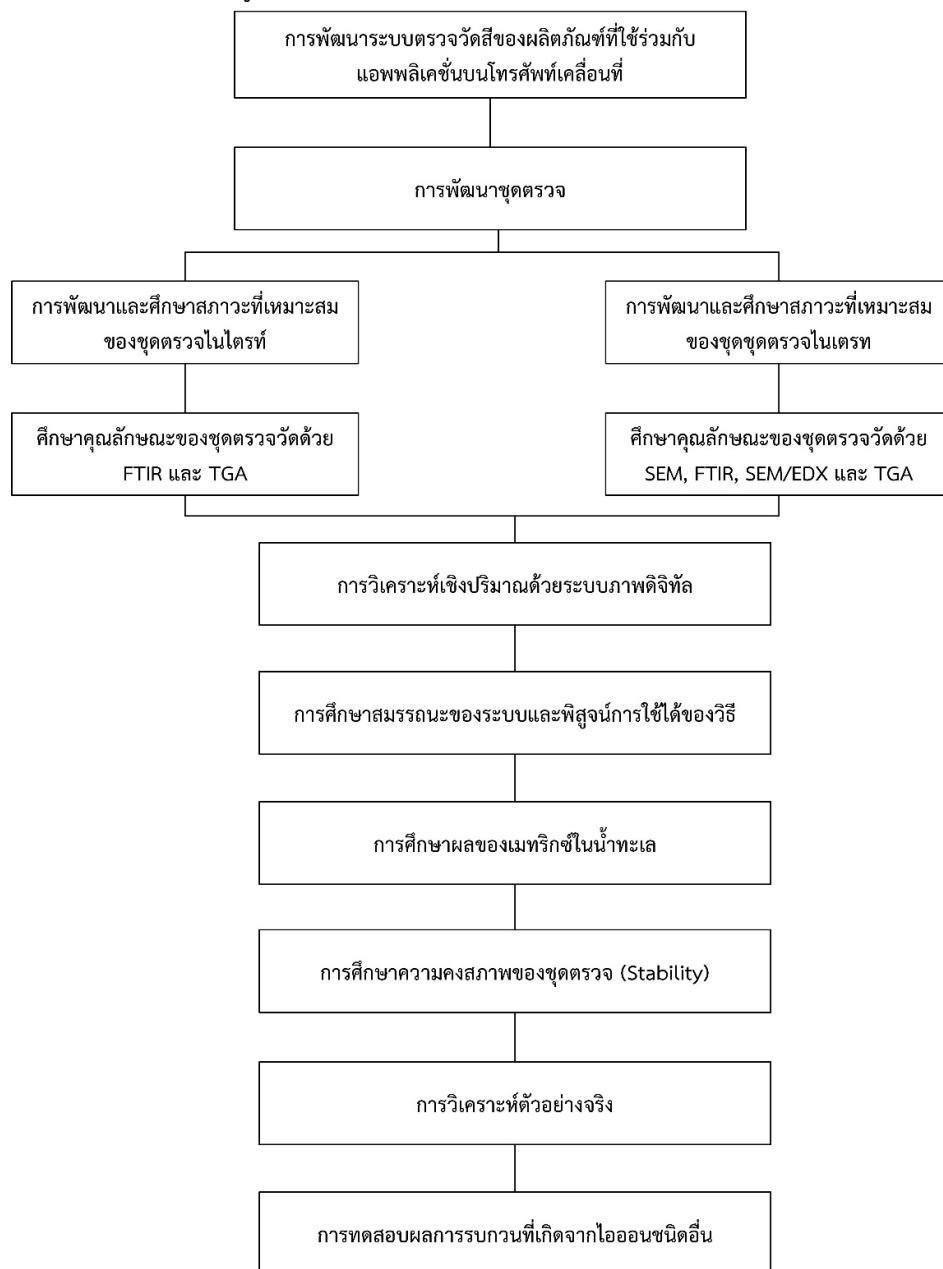 การพัฒนาระบบตรวจวัดสีของผลิตภัณฑ์ที่ใช้ร่วมกับ
แอพพลิเคชั่นบนโทรศัพท์เคลื่อนที่
การพัฒนาชุดตรวจ
การพัฒนาและศึกษาสภาวะที่เหมาะสม
ของชุดตรวจไนไตรท์
การพัฒนาและศึกษาสภาวะที่เหมาะสม
ของชุดชุดตรวจไนเตรท
ศึกษาคุณลักษณะของชุดตรวจวัดด้วย
FTIR และ TGA
ศึกษาคุณลักษณะของชุดตรวจวัดด้วย
SEM, FTIR, SEM/EDX และ TGA
การวิเคราะห์เชิงปริมาณด้วยระบบภาพดิจิทัล
การศึกษาสมรรถนะของระบบและพิสูจน์การใช้ได้ของวิธี
การศึกษาผลของเมทริกซ์ในน้ำทะเล
การศึกษาความคงสภาพของชุดตรวจ (Stability)
การวิเคราะห์ตัวอย่างจริง
การทดสอบผลการรบกวนที่เกิดจากไอออนชนิดอื่น